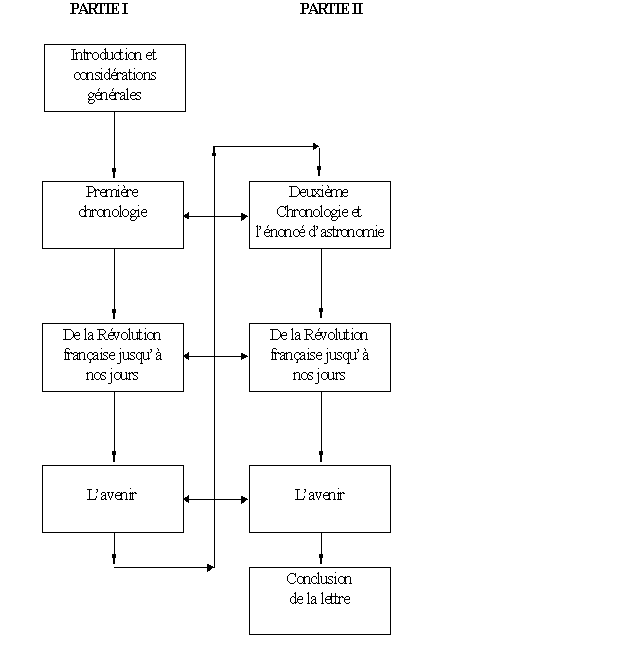 PARTIE I
PARTIE II
Introduction et
considérations
générales
Première
chronologie
Deuxième
Chronologie et
l'énoncé d'astronomie
De la Révolution
française jusqu'à
nos jours
De la Révolution
française jusqu'à
nos jours
L'avenir
L'avenir
Conclusion
de la lettre